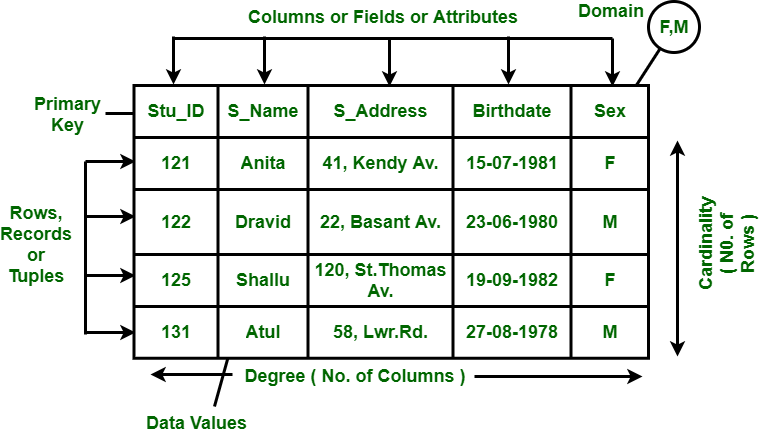 Columns or Fields or Attributes
Domain
F,M
Primary
Key
Stu_ID S_Name S_Address Birthdate Sex
121 Anita 41, Kendy Av. 15-07-1981 F
Rows,
Records
or
Tuples
122 Dravid 22, Basant Av. 23-06-1980 M
125 Shallu 120, St.Thomas
Av. 19-09-1982 F
131 Atul 58, Lwr.Rd. 27-08-1978 M
Cardinality
( N0. of
Rows )
Degree ( No. of Columns )
Data Values